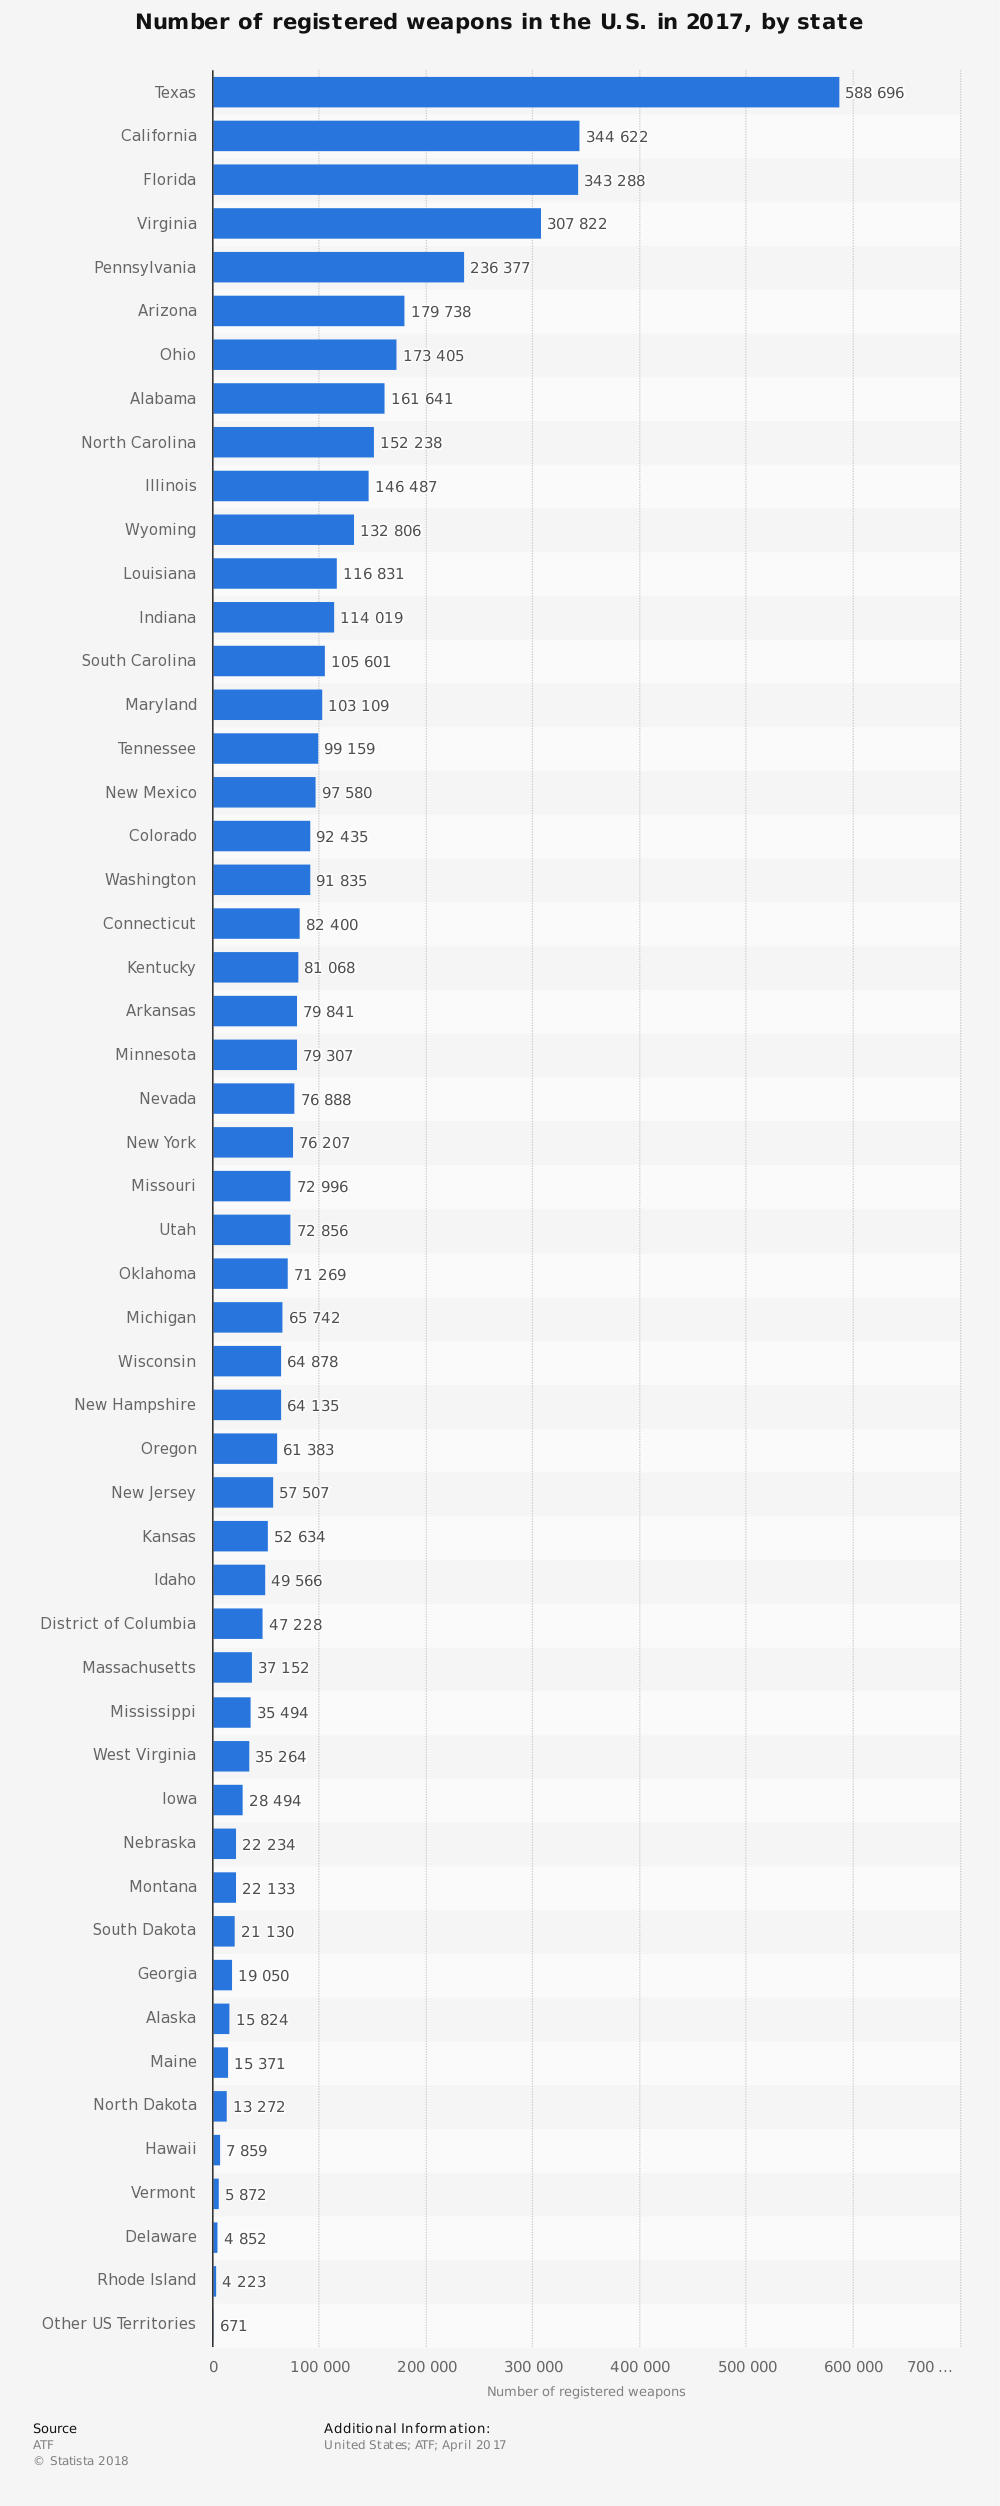 Number of registered weapons in the U.S. in 2017, by state
Texas 588 696
California 344 622
Florida 343 288
Virginia 307 822
Pennsylvania 236 377
Arizona 179 738
Ohio 173 405
Alabama 161 641
North Carolina 152 238
Illinois 146 487
Wyoming 132 806
Louisiana 116 831
Indiana 114 019
South Carolina 105 601
Maryland 103 109
Tennessee 99 159
New Mexico 97 580
Colorado 92 435
Washington 91 835
Connecticut 82 400
Kentucky 81 068
Arkansas 79 841
Minnesota 79 307
Nevada 76 888
New York 76 207
Missouri 72 996
Utah 72 856
Oklahoma 71 269
Michigan 65 742
Wisconsin 64 878
New Hampshire 64 135
Oregon 61 383
New Jersey 57 507
Kansas 52 634
Idaho 49 566
District of Columbia 47 228
Massachusetts 37 152
Mississippi 35 494
West Virginia 35 264
Iowa 28 494
Nebraska 22 234
Montana 22 133
South Dakota 21 130
Georgia 19 050
Alaska 15 824
Maine 15 371
North Dakota 13 272
Hawaii 7 859
Vermont 5 872
Delaware 4 852
Rhode Island 4 223
Other US Territories 671
0 100 000 200 000 300 000 400 000 500 000 600 000 700 ...
Number of registered weapons
Source
ATF
© Statista 2018
Additional Information:
United States; ATF; April 2017